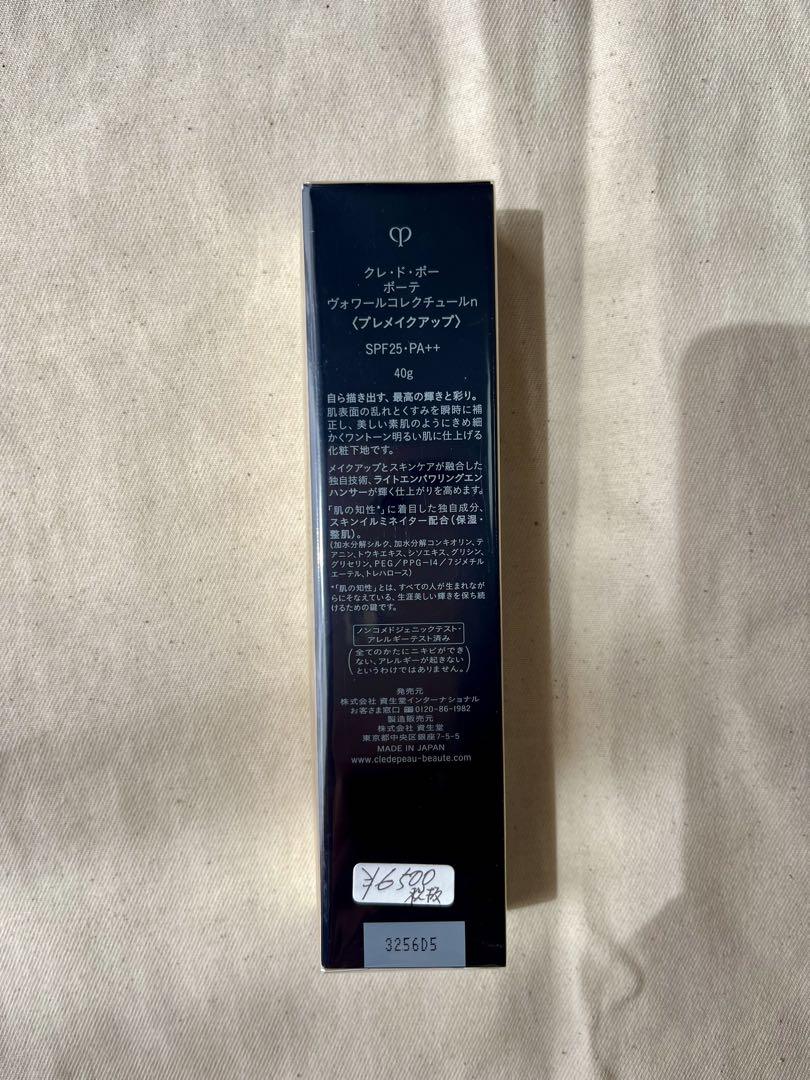 クレ・ド・ポー
ボーテ
ヴォワールコレクチュールn
〈プレメイクアップ〉
SPF25・PA++
40g
自ら描き出す、最高の輝きと彩り。
肌表面の乱れとくすみを瞬時に補
正し、美しい素肌のようにきめ細
かくワントーン明るい肌に仕上げる
化粧下地です。
メイクアップとスキンケアが融合した
独自技術、ライトエンパワリングエン
ハンサーが輝く仕上がりを高めます。
「肌の知性*」に着目した独自成分、
スキンイルミネイター配合(保湿・
整肌)。
(加水分解シルク、加水分解コンキオリン、テ
アニン、トウキエキス、シソエキス、グリシン、
グリセリン、PEG/PPG-14/7ジメチル
エーテル、トレハロース)
*「肌の知性」とは、すべての人が生まれなが
らにそなえている、生涯美しい輝きを保ち続
けるための鍵です。
ノンコメドジェニックテスト・
アレルギーテスト済み
(全てのかたにニキビができ
ない、アレルギーが起きない
というわけではありません。)
発売元
株式会社 資生堂インターナショナル
お客さま窓口 0120-86-1982
製造販売元
株式会社 資生堂
東京都中央区銀座7-5-5
MADE IN JAPAN
www.cledepeau-beaute.com
¥6500
税抜
3256D5